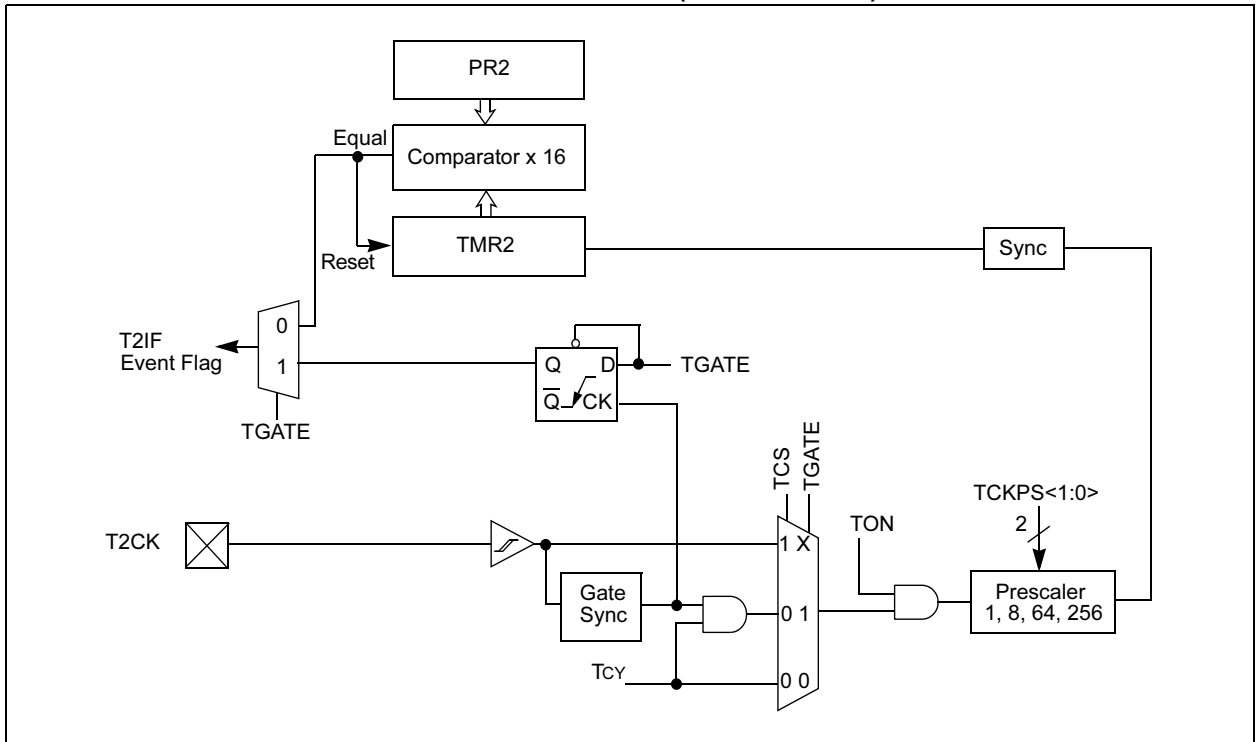 PR2
Equal
Comparator x 16
TMR2
Reset
Sync
0
1
T2IF
Event Flag
TGATE
Q
D
Q
CK
TGATE
TCS
TGATE
TCKPS<1:0>
2
TON
T2CK
1 X
Gate
Sync
0 1
Prescaler
1, 8, 64, 256
TCY
0 0